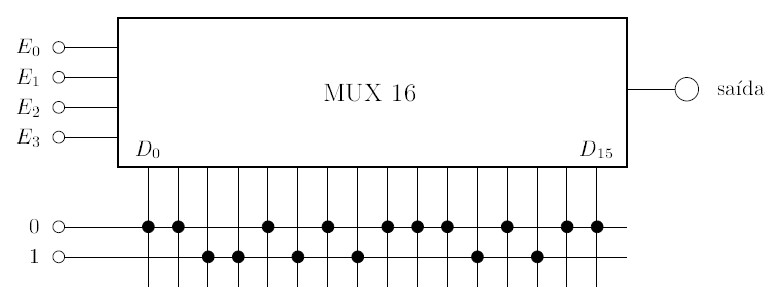 E₀
E₁
E₂
E₃
MUX 16
saída
D₀
D₁₅
0
1